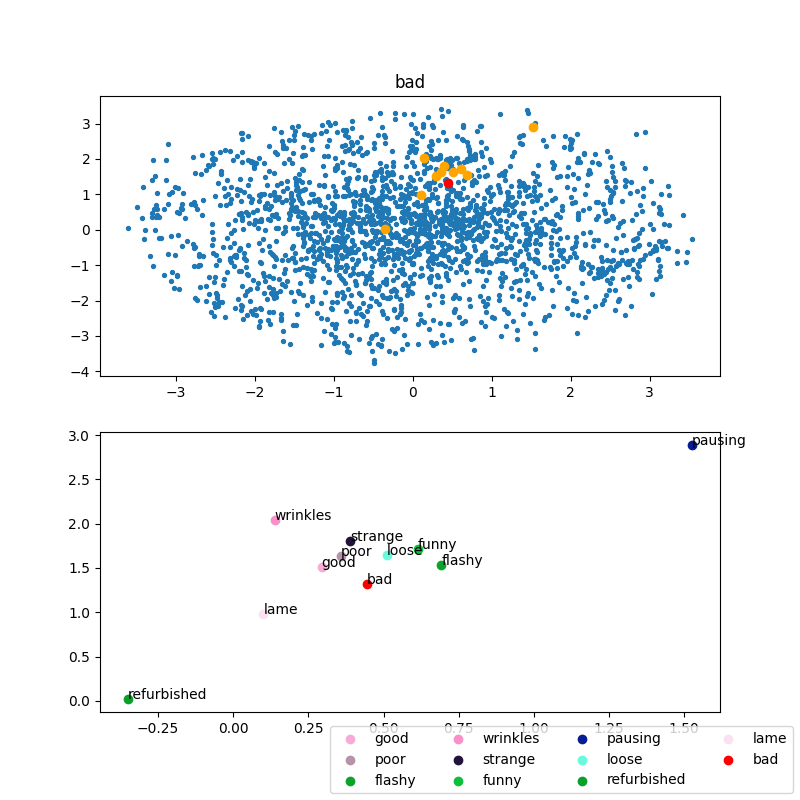 bad
3
2
1
0
−1
−2
−3
−4
−3 −2 −1 0 1 2 3
3.0
2.5
2.0
1.5
1.0
0.5
0.0
pausing
wrinkles
strange
funny
poor
loose
good
flashy
bad
lame
refurbished
−0.25 0.00 0.25 0.50 0.75 1.00 1.25 1.50
good wrinkles pausing lame
poor strange loose bad
flashy funny refurbished